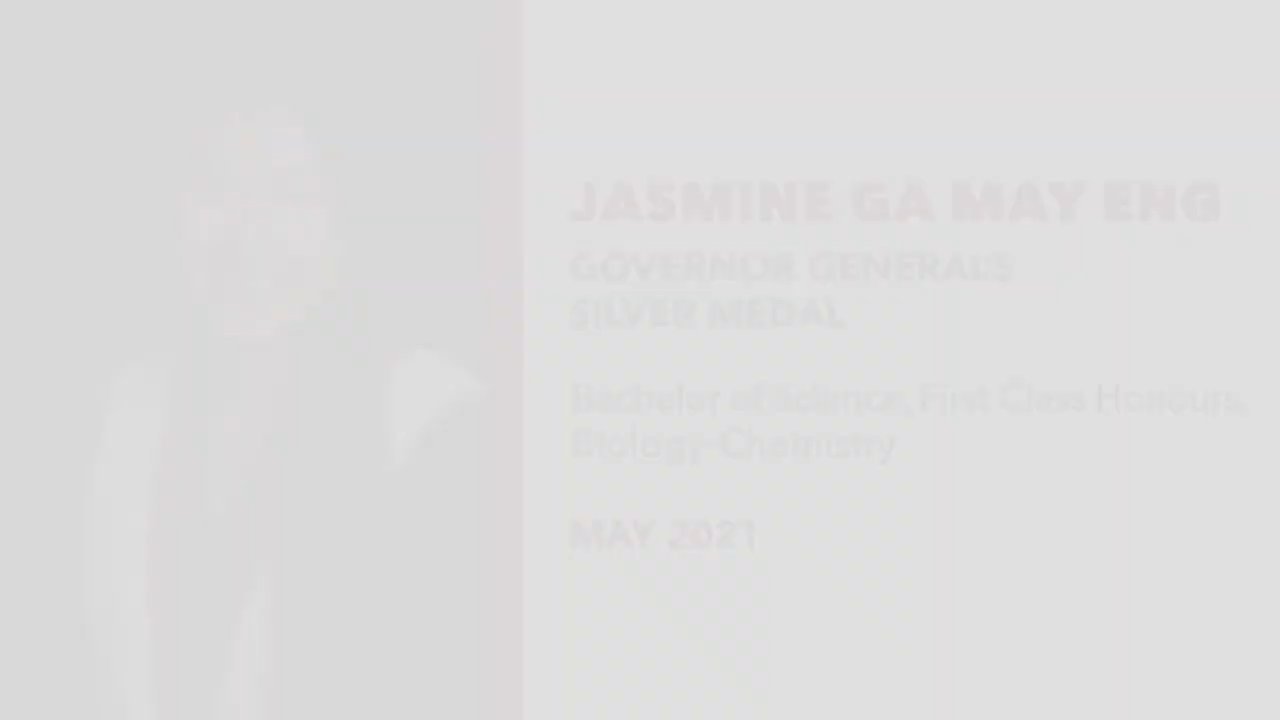 JASMINE GA MAY ENG
GOVERNOR GENERAL'S
SILVER MEDAL
Bachelor of Science, First Class Honours,
Biology-Chemistry
MAY 2021